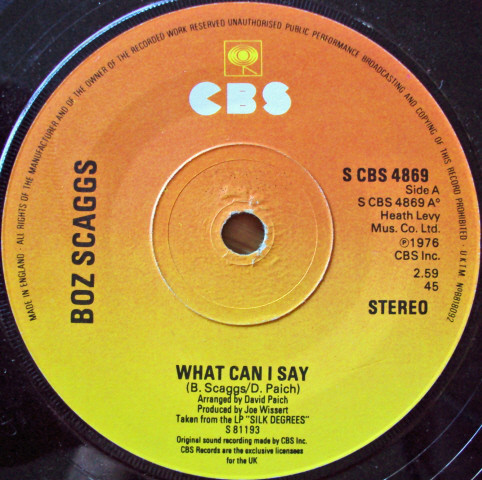 MADE IN ENGLAND - ALL RIGHTS OF THE MANUFACTURER AND OF THE OWNER OF THE RECORDED WORK RESERVED UNAUTHORISED PUBLIC PERFORMANCE BROADCASTING AND COPYING OF THIS RECORD PROHIBITED - U K T M. Nº8818092
CBS
BOZ SCAGGS
S CBS 4869
Side A
S CBS 4869 A°
Heath Levy
Mus. Co. Ltd.
℗1976
CBS Inc.
2.59
45
STEREO
WHAT CAN I SAY
(B. Scaggs/D. Paich)
Arranged by David Paich
Produced by Joe Wissert
Taken from the LP "SILK DEGREES"
S 81193
Original sound recording made by CBS Inc.
CBS Records are the exclusive licensees
for the UK